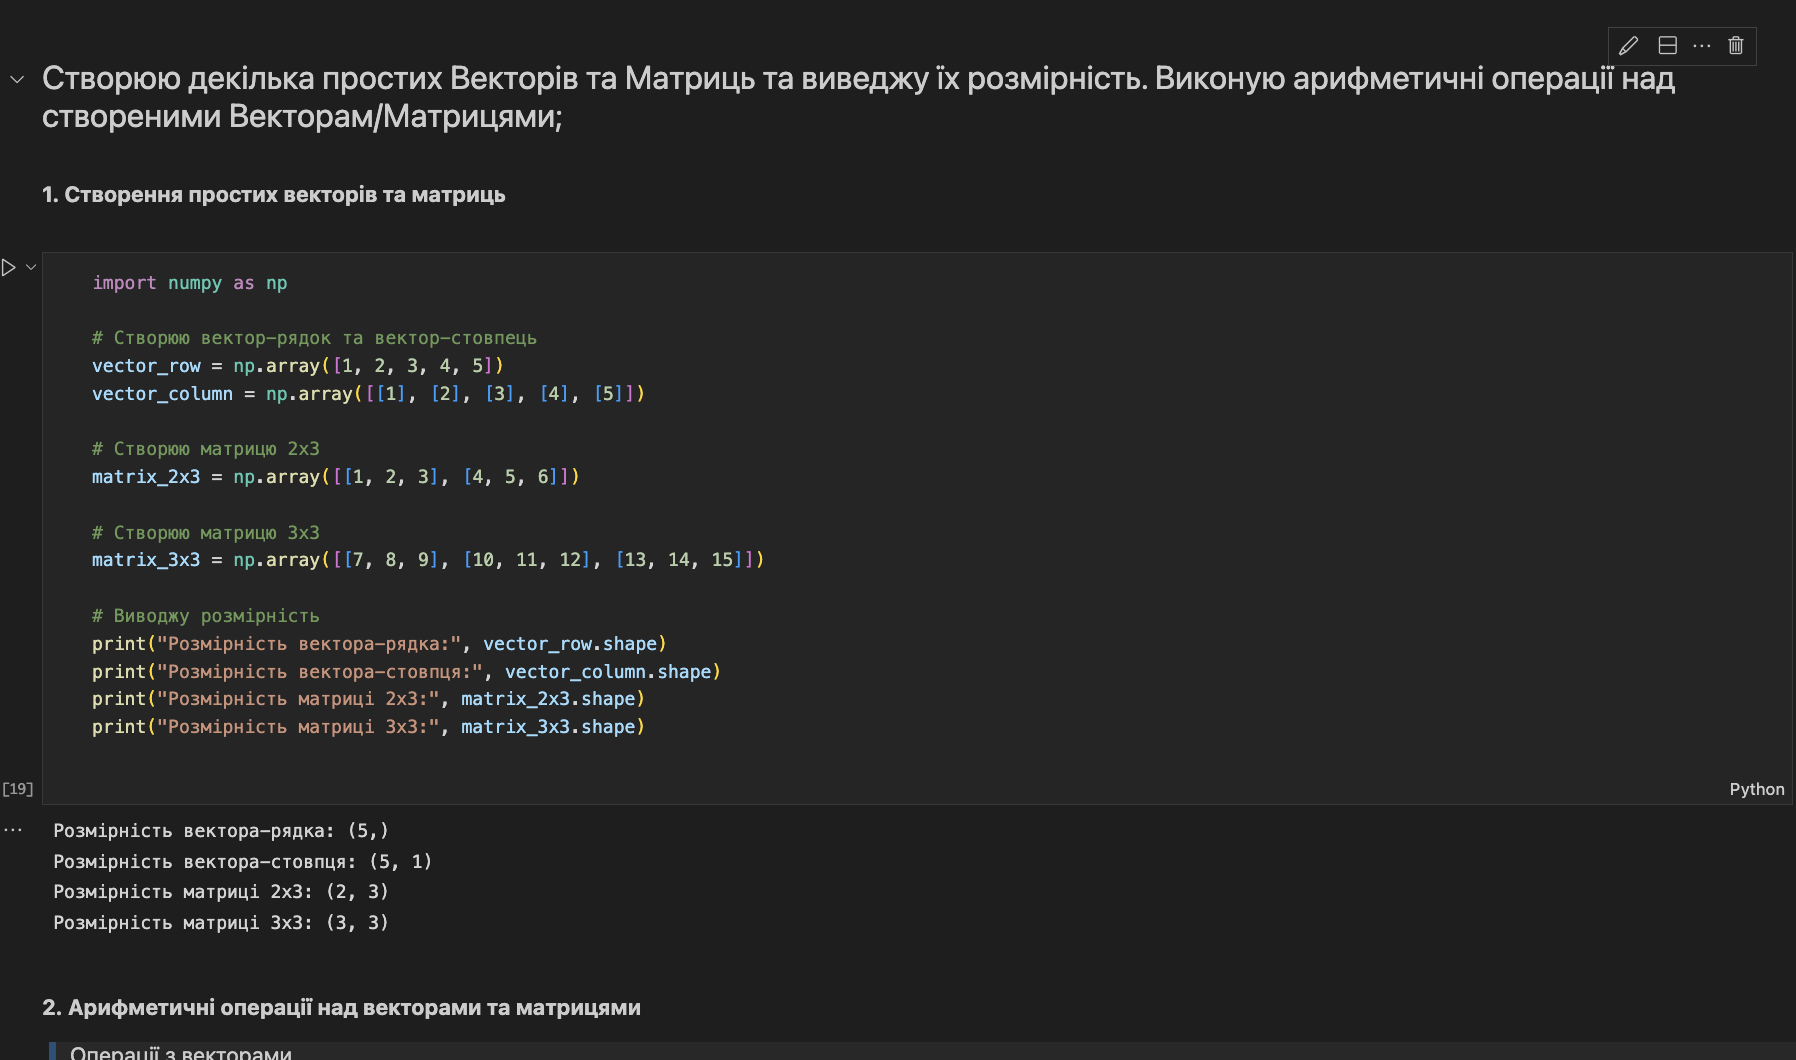 Створюю декілька простих Векторів та Матриць та виведжу їх розмірність. Виконую арифметичні операції над
створеними Векторам/Матрицями;
1. Створення простих векторів та матриць
import numpy as np
# Створюю вектор-рядок та вектор-стовпець
vector_row = np.array([1, 2, 3, 4, 5])
vector_column = np.array([[1], [2], [3], [4], [5]])
# Створюю матрицю 2x3
matrix_2x3 = np.array([[1, 2, 3], [4, 5, 6]])
# Створюю матрицю 3x3
matrix_3x3 = np.array([[7, 8, 9], [10, 11, 12], [13, 14, 15]])
# Виводжу розмірність
print("Розмірність вектора-рядка:", vector_row.shape)
print("Розмірність вектора-стовпця:", vector_column.shape)
print("Розмірність матриці 2x3:", matrix_2x3.shape)
print("Розмірність матриці 3x3:", matrix_3x3.shape)
[19]
Python
Розмірність вектора-рядка: (5,)
Розмірність вектора-стовпця: (5, 1)
Розмірність матриці 2x3: (2, 3)
Розмірність матриці 3x3: (3, 3)
2. Арифметичні операції над векторами та матрицями
Операції з векторами